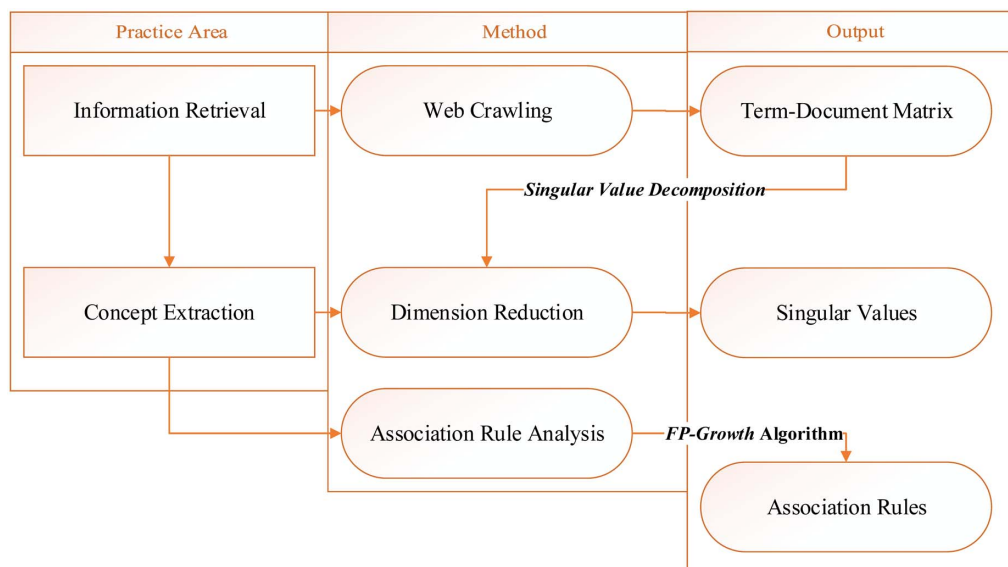 Practice Area
Method
Output
Information Retrieval
Web Crawling
Term-Document Matrix
Singular Value Decomposition
Concept Extraction
Dimension Reduction
Singular Values
Association Rule Analysis
FP-Growth Algorithm
Association Rules